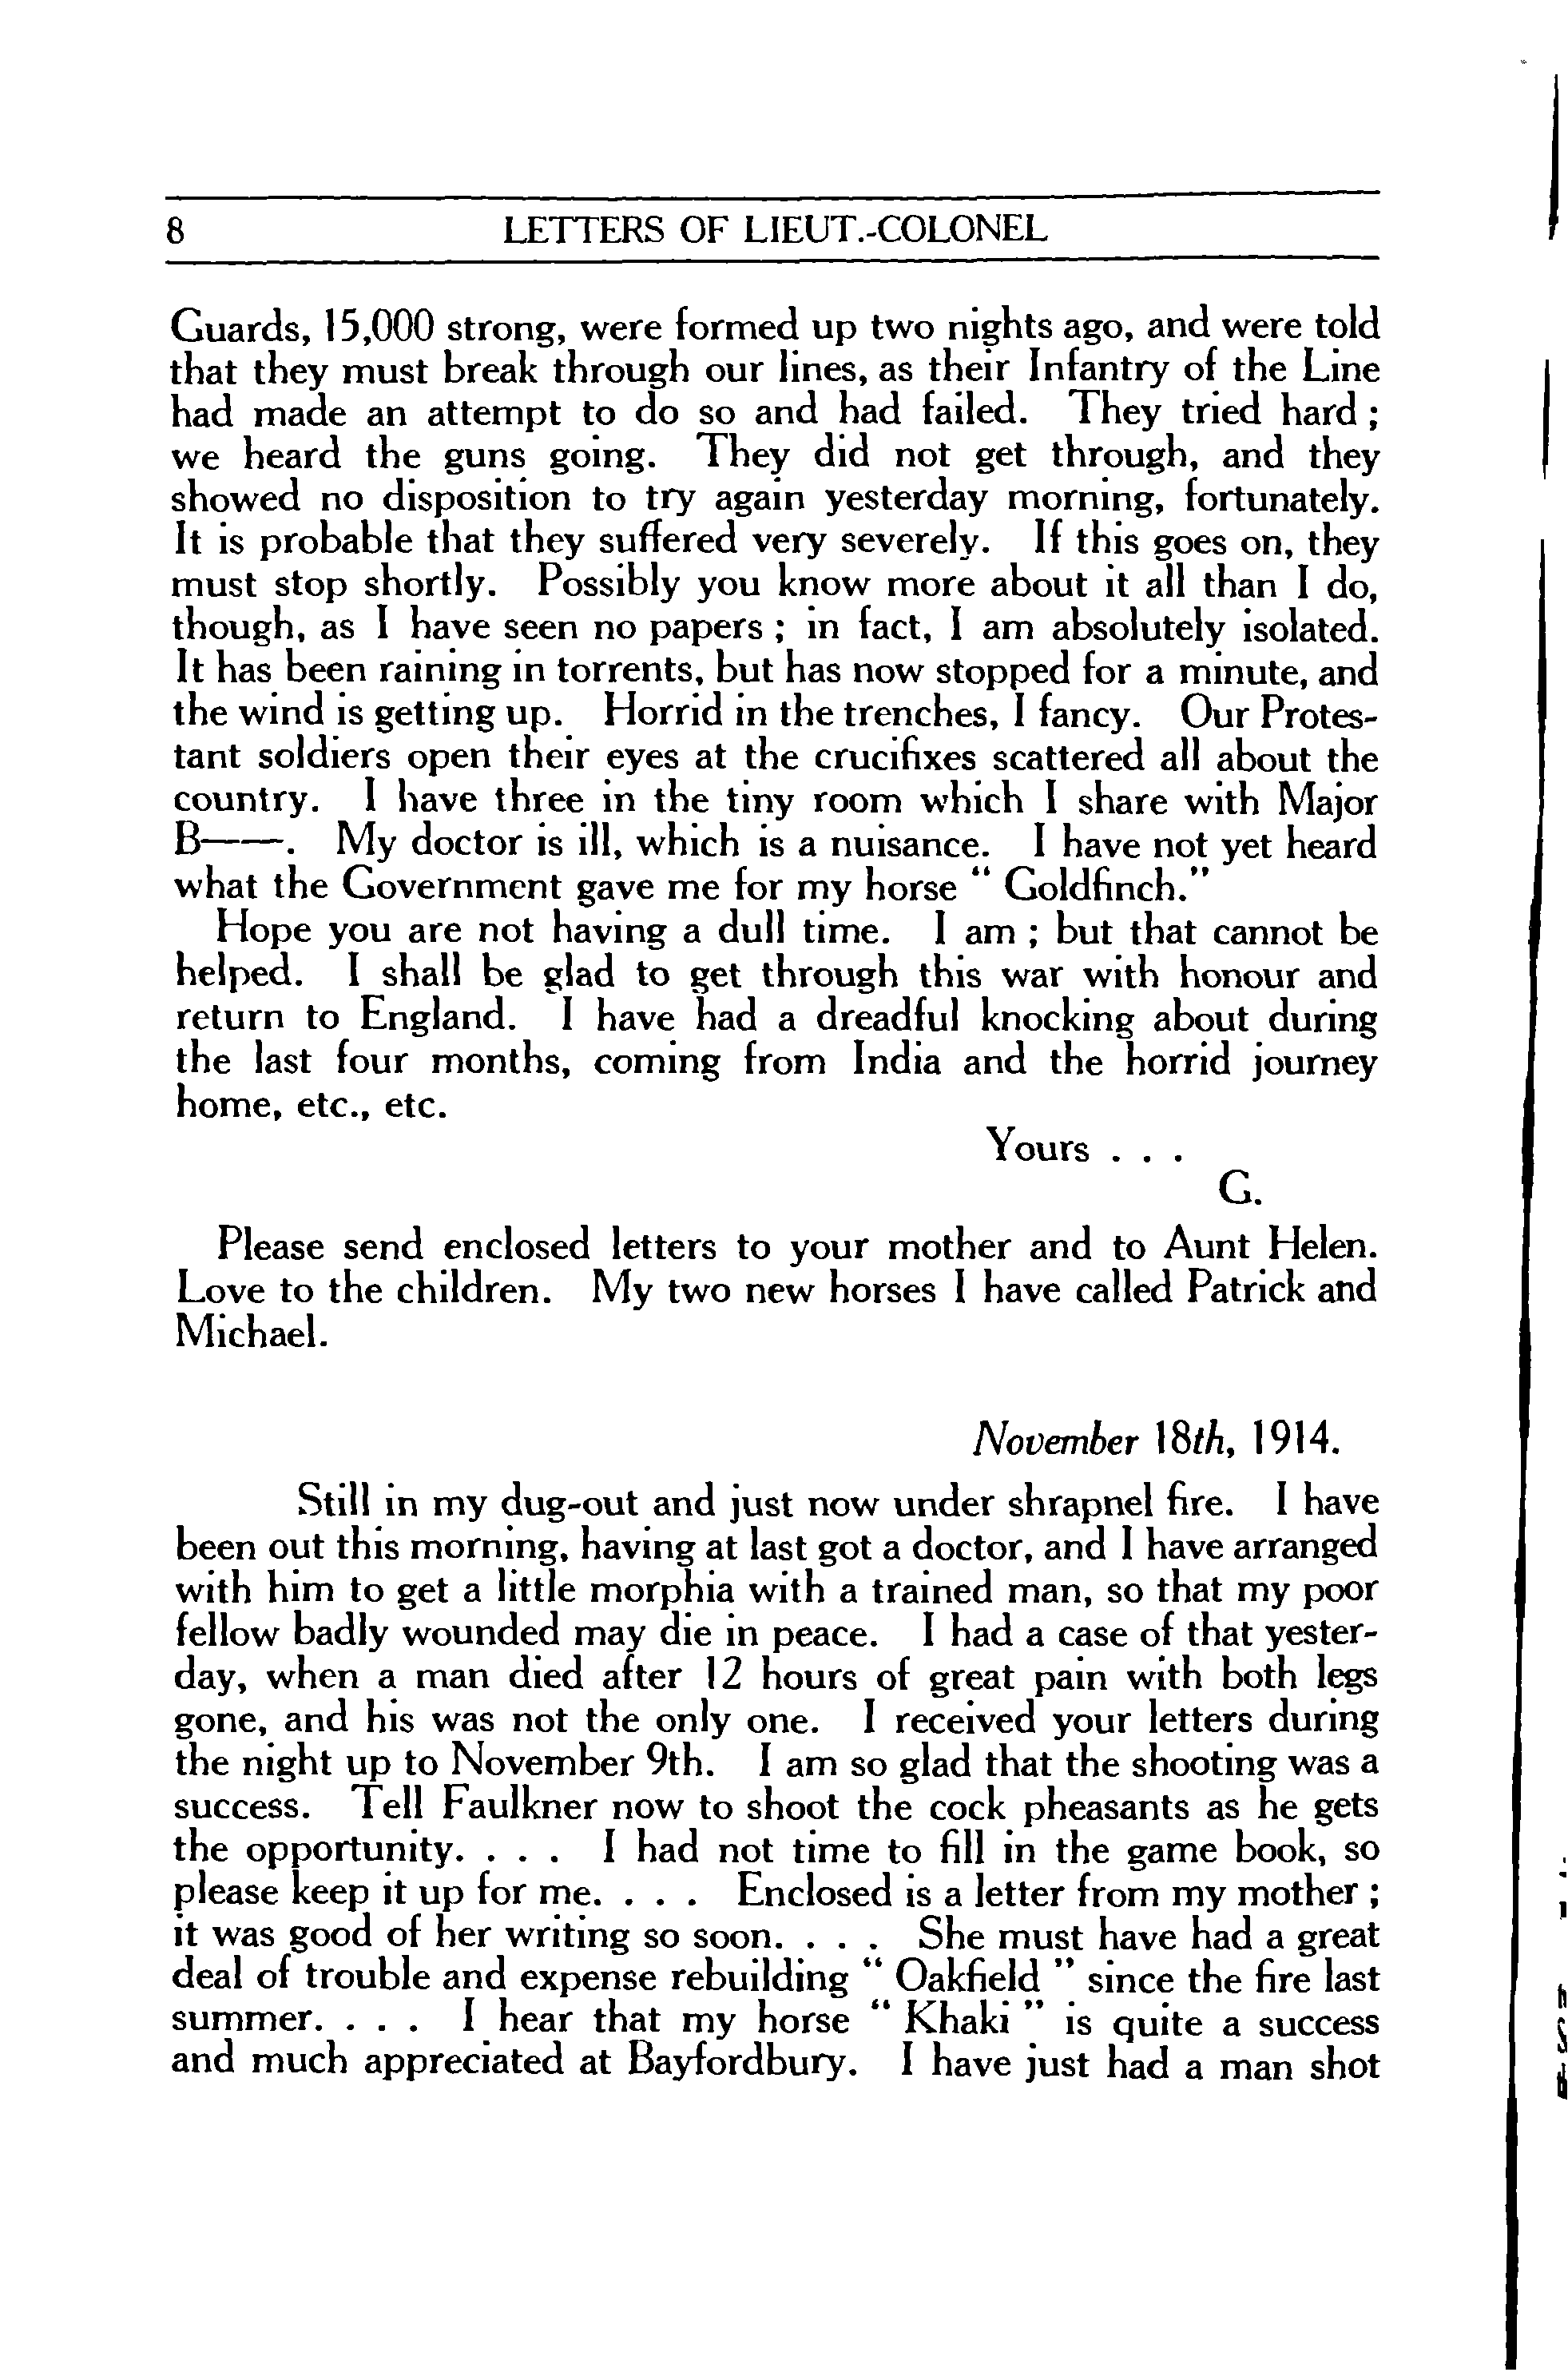 8 LETTERS OF LIEUT.-COLONEL
Guards, 15,000 strong, were formed up two nights ago, and were told
that they must break through our lines, as their Infantry of the Line
had made an attempt to do so and had failed. They tried hard ;
we heard the guns going. They did not get through, and they
showed no disposition to try again yesterday morning, fortunately.
It is probable that they suffered very severely. If this goes on, they
must stop shortly. Possibly you know more about it all than I do,
though, as I have seen no papers ; in fact, I am absolutely isolated.
It has been raining in torrents, but has now stopped for a minute, and
the wind is getting up. Horrid in the trenches, I fancy. Our Protes-
tant soldiers open their eyes at the crucifixes scattered all about the
country. I have three in the tiny room which I share with Major
B——. My doctor is ill, which is a nuisance. I have not yet heard
what the Government gave me for my horse " Goldfinch."
Hope you are not having a dull time. I am ; but that cannot be
helped. I shall be glad to get through this war with honour and
return to England. I have had a dreadful knocking about during
the last four months, coming from India and the horrid journey
home, etc., etc.
Yours . . .
G.
Please send enclosed letters to your mother and to Aunt Helen.
Love to the children. My two new horses I have called Patrick and
Michael.
November 18th, 1914.
Still in my dug-out and just now under shrapnel fire. I have
been out this morning, having at last got a doctor, and I have arranged
with him to get a little morphia with a trained man, so that my poor
fellow badly wounded may die in peace. I had a case of that yester-
day, when a man died after 12 hours of great pain with both legs
gone, and his was not the only one. I received your letters during
the night up to November 9th. I am so glad that the shooting was a
success. Tell Faulkner now to shoot the cock pheasants as he gets
the opportunity. . . . I had not time to fill in the game book, so
please keep it up for me. . . . Enclosed is a letter from my mother ;
it was good of her writing so soon. . . . She must have had a great
deal of trouble and expense rebuilding " Oakfield " since the fire last
summer. . . . I hear that my horse " Khaki " is quite a success
and much appreciated at Bayfordbury. I have just had a man shot